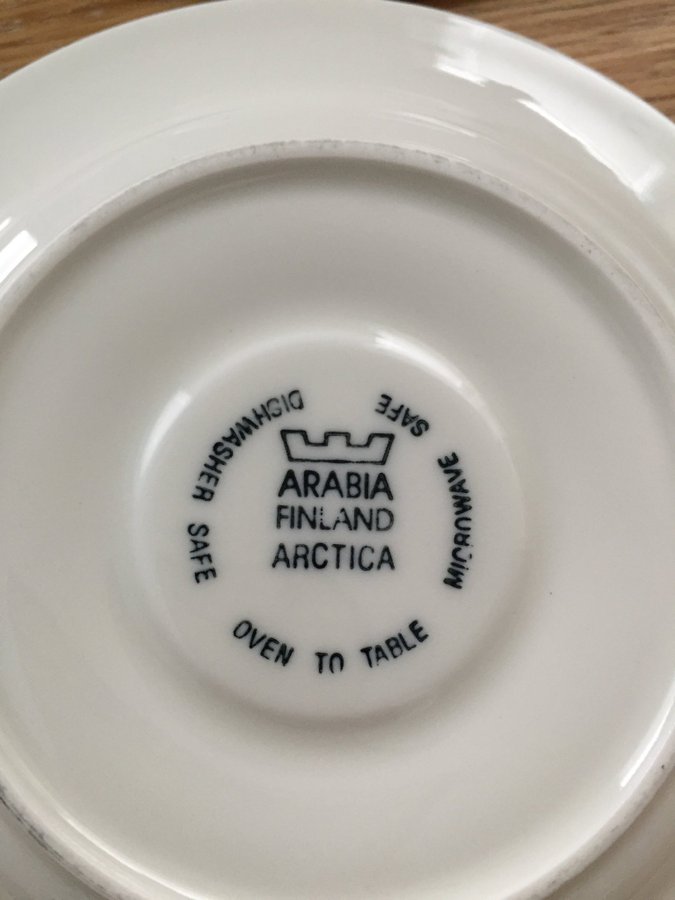 ARABIA
FINLAND
ARCTICA
DISHWASHER SAFE
OVEN TO TABLE
MICROWAVE SAFE